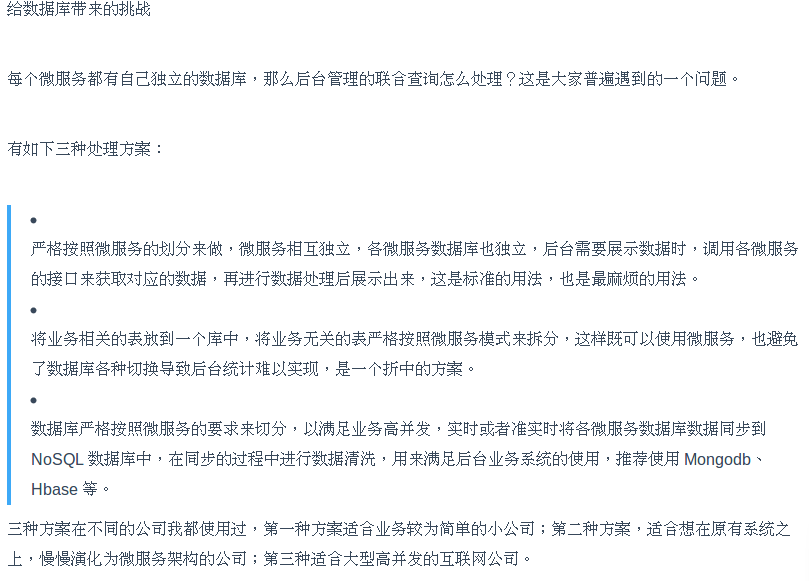 给数据库带来的挑战
每个微服务都有自己独立的数据库，那么后台管理的联合查询怎么处理？这是大家普遍遇到的一个问题。
有如下三种处理方案：
严格按照微服务的划分来做，微服务相互独立，各微服务数据库也独立，后台需要展示数据时，调用各微服务
的接口来获取对应的数据，再进行数据处理后展示出来，这是标准的用法，也是最麻烦的用法。
将业务相关的表放到一个库中，将业务无关的表严格按照微服务模式来拆分，这样既可以使用微服务，也避免
了数据库各种切换导致后台统计难以实现，是一个折中的方案。
数据库严格按照微服务的要求来切分，以满足业务高并发，实时或者准实时将各微服务数据库数据同步到
NoSQL 数据库中，在同步的过程中进行数据清洗，用来满足后台业务系统的使用，推荐使用 Mongodb、
Hbase 等。
三种方案在不同的公司我都使用过，第一种方案适合业务较为简单的小公司；第二种方案，适合想在原有系统之
上，慢慢演化为微服务架构的公司；第三种适合大型高并发的互联网公司。